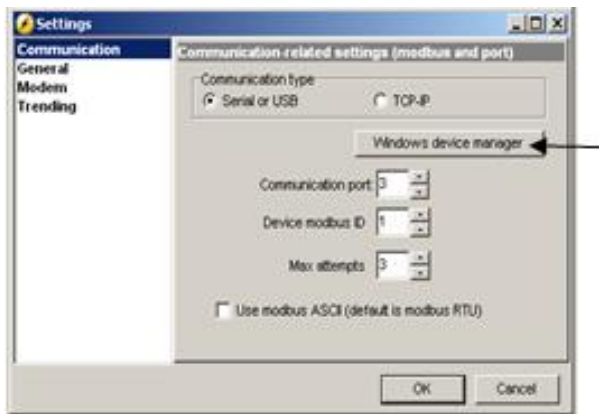 Settings
Communication
General
Modem
Trending
Communication-related settings (modbus and port)
Communication type
Serial or USB
TCP-IP
Windows device manager
Communication port 3
Device modbus ID 1
Max attempts 3
Use modbus ASCII (default is modbus RTU)
OK
Cancel